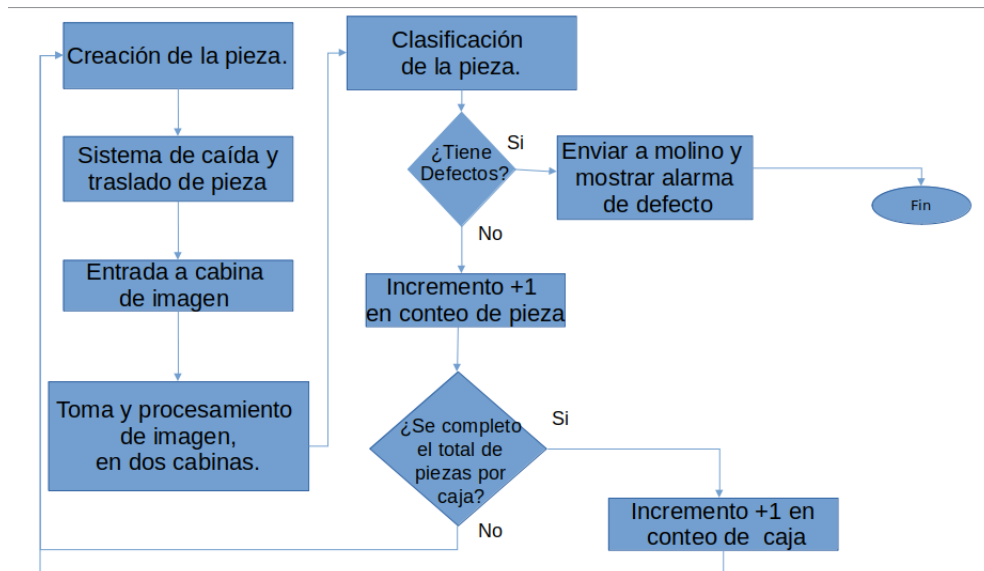 Creación de la pieza.
Sistema de caída y
traslado de pieza
Entrada a cabina
de imagen
Toma y procesamiento
de imagen,
en dos cabinas.
Clasificación
de la pieza.
¿Tiene
Defectos?
Si
Enviar a molino y
mostrar alarma
de defecto
Fin
No
Incremento +1
en conteo de pieza
¿Se completo
el total de
piezas por
caja?
Si
No
Incremento +1 en
conteo de caja